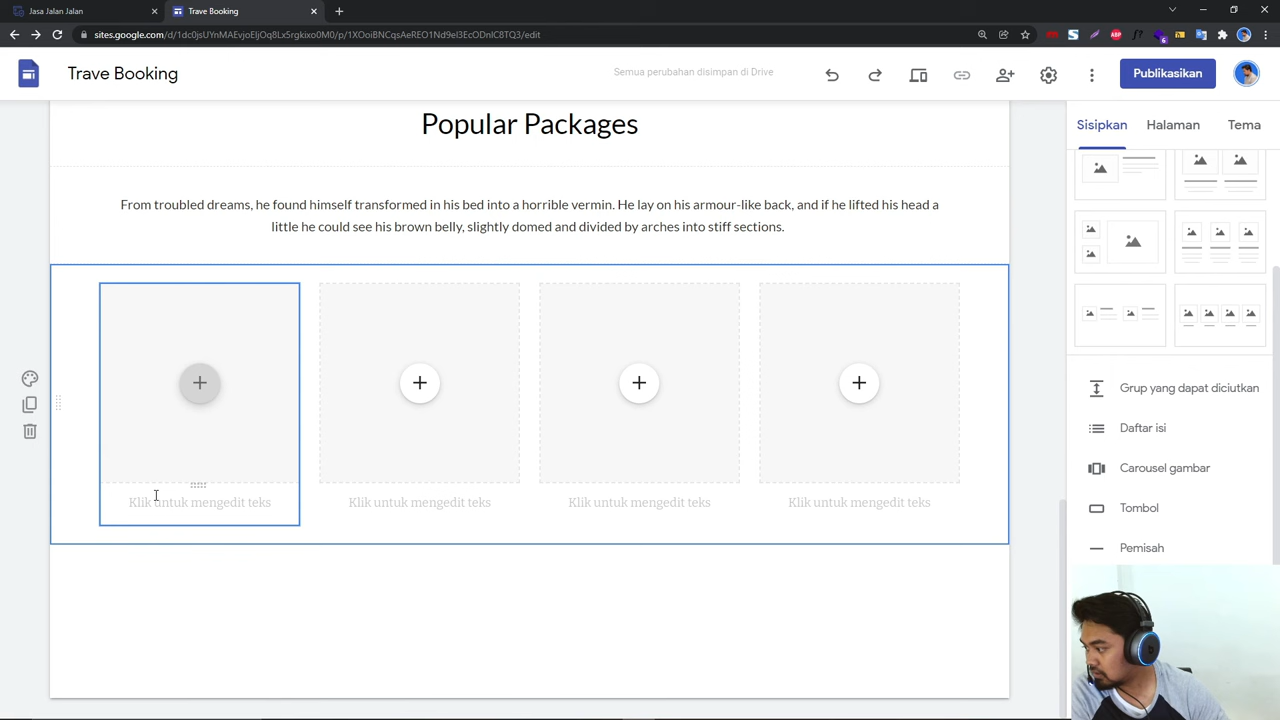 Jasa Jalan Jalan
Trave Booking
sites.google.com/d/1dc0jsUYnMAEvjoEIjOq8LxSrgkixo0M0/p/1XOoiBNCqsAeREO1Nd9el3EcODnIC8TQ3/edit
Trave Booking
Semua perubahan disimpan di Drive
Publikasikan
Sisipkan
Halaman
Tema
Popular Packages
From troubled dreams, he found himself transformed in his bed into a horrible vermin. He lay on his armour-like back, and if he lifted his head a
little he could see his brown belly, slightly domed and divided by arches into stiff sections.
Klik untuk mengedit teks
Klik untuk mengedit teks
Klik untuk mengedit teks
Klik untuk mengedit teks
Grup yang dapat diciutkan
Daftar isi
Carousel gambar
Tombol
Pemisah